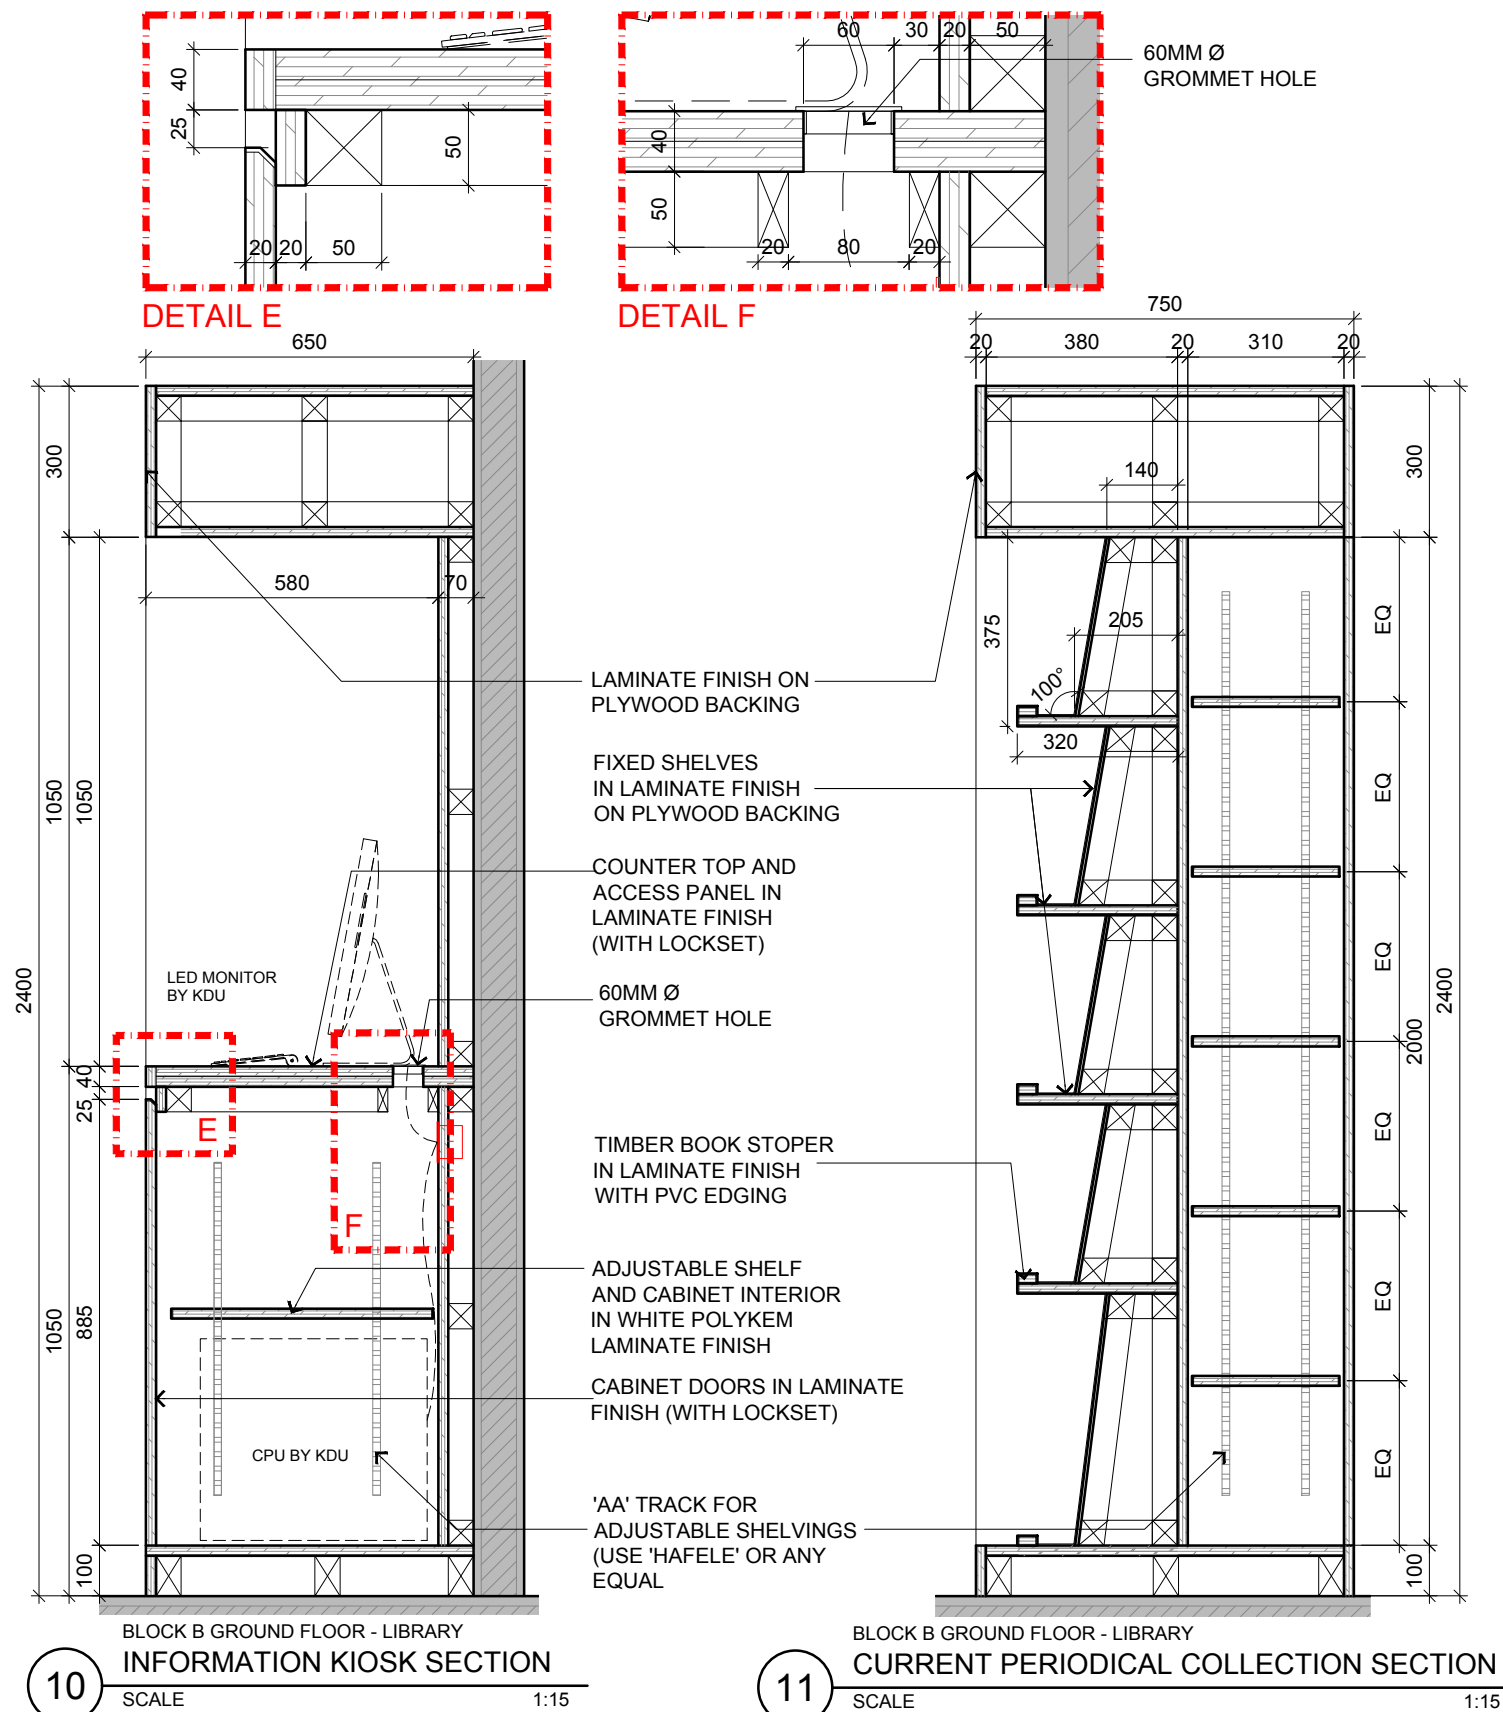 40
25
50
20
20
50
DETAIL E
60
30
20
50
60MM Ø
GROMMET HOLE
40
50
20
80
20
DETAIL F
650
300
580
70
2400
1050
1050
40
25
1050
885
100
LED MONITOR
BY KDU
E
F
CPU BY KDU
LAMINATE FINISH ON
PLYWOOD BACKING
FIXED SHELVES
IN LAMINATE FINISH
ON PLYWOOD BACKING
COUNTER TOP AND
ACCESS PANEL IN
LAMINATE FINISH
(WITH LOCKSET)
60MM Ø
GROMMET HOLE
TIMBER BOOK STOPER
IN LAMINATE FINISH
WITH PVC EDGING
ADJUSTABLE SHELF
AND CABINET INTERIOR
IN WHITE POLYKEM
LAMINATE FINISH
CABINET DOORS IN LAMINATE
FINISH (WITH LOCKSET)
'AA' TRACK FOR
ADJUSTABLE SHELVINGS
(USE 'HAFELE' OR ANY
EQUAL
750
20
380
20
310
20
140
300
375
205
100°
320
20
EQ
EQ
EQ
EQ
EQ
EQ
2000
2400
100
BLOCK B GROUND FLOOR - LIBRARY
10
INFORMATION KIOSK SECTION
SCALE 1:15
BLOCK B GROUND FLOOR - LIBRARY
11
CURRENT PERIODICAL COLLECTION SECTION
SCALE 1:15